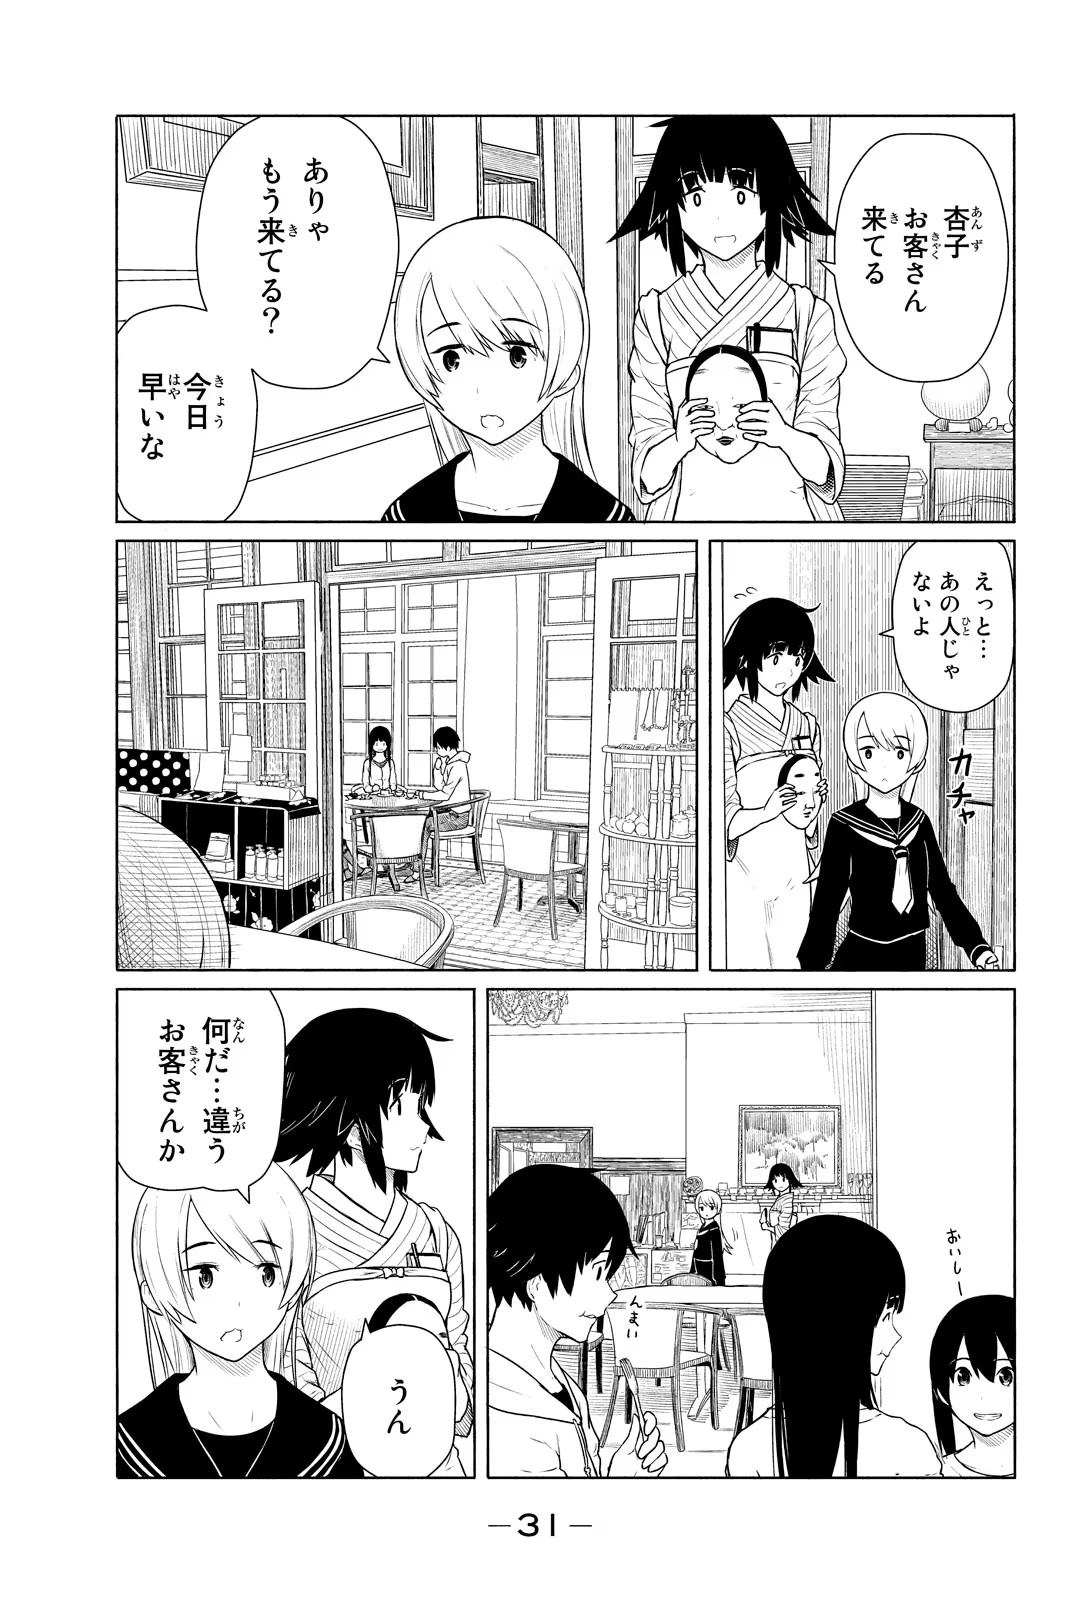 杏子
お客さん
来てる
ありゃ
もう来てる？
今日
早いな
えっと…
あの人じゃ
ないよ
カチャ
おいしー
んまい
何だ…違う
お客さんか
うん
—31—